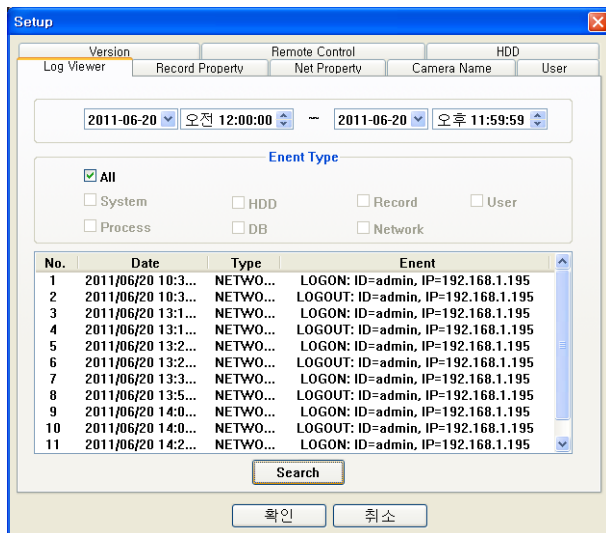 Setup
Version Remote Control HDD
Log Viewer Record Property Net Property Camera Name User
2011-06-20 오전 12:00:00 ~ 2011-06-20 오후 11:59:59
Enent Type
All
System HDD Record User
Process DB Network
No. Date Type Enent
1 2011/06/20 10:3... NETWO... LOGON: ID=admin, IP=192.168.1.195
2 2011/06/20 10:3... NETWO... LOGOUT: ID=admin, IP=192.168.1.195
3 2011/06/20 13:1... NETWO... LOGON: ID=admin, IP=192.168.1.195
4 2011/06/20 13:1... NETWO... LOGOUT: ID=admin, IP=192.168.1.195
5 2011/06/20 13:2... NETWO... LOGON: ID=admin, IP=192.168.1.195
6 2011/06/20 13:2... NETWO... LOGOUT: ID=admin, IP=192.168.1.195
7 2011/06/20 13:3... NETWO... LOGON: ID=admin, IP=192.168.1.195
8 2011/06/20 13:5... NETWO... LOGOUT: ID=admin, IP=192.168.1.195
9 2011/06/20 14:0... NETWO... LOGON: ID=admin, IP=192.168.1.195
10 2011/06/20 14:0... NETWO... LOGOUT: ID=admin, IP=192.168.1.195
11 2011/06/20 14:2... NETWO... LOGON: ID=admin, IP=192.168.1.195
Search
확인 취소